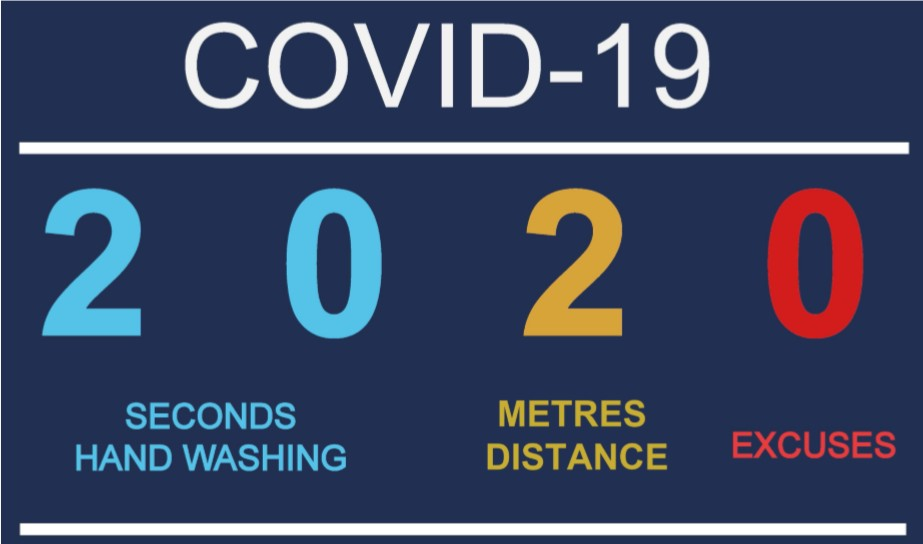 COVID-19
2 0 2 0
SECONDS
HAND WASHING
METRES
DISTANCE
EXCUSES